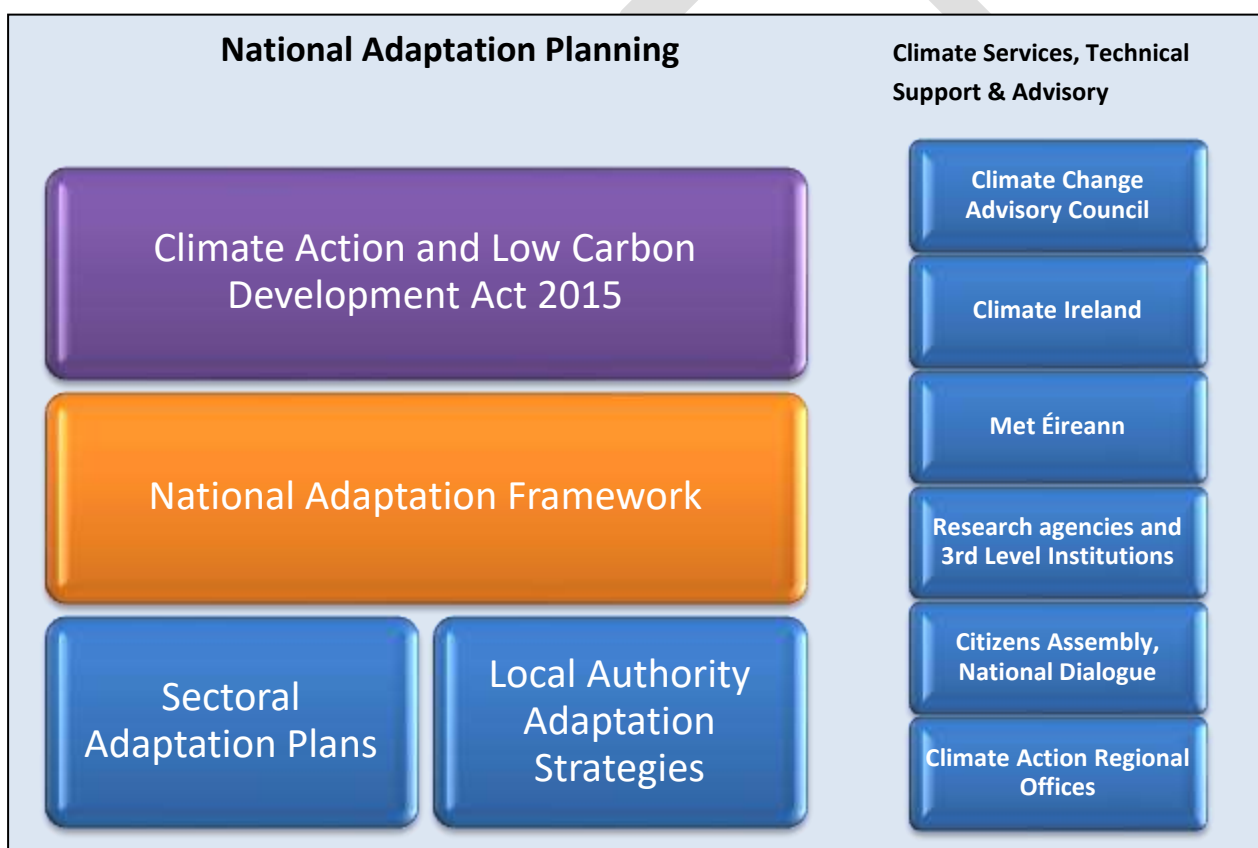 National Adaptation Planning
Climate Action and Low Carbon
Development Act 2015
National Adaptation Framework
Sectoral
Adaptation Plans
Local Authority
Adaptation
Strategies
Climate Services, Technical
Support & Advisory
Climate Change
Advisory Council
Climate Ireland
Met Éireann
Research agencies and
3rd Level Institutions
Citizens Assembly,
National Dialogue
Climate Action Regional
Offices